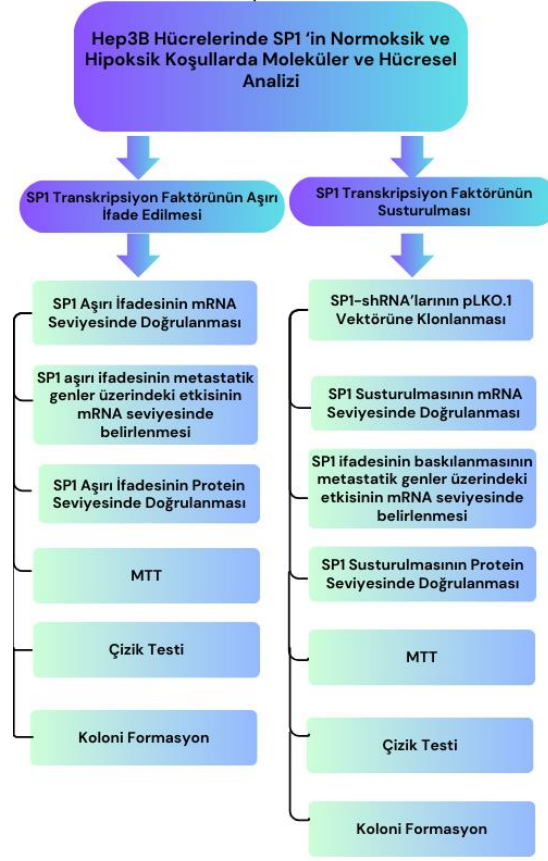 Hep3B Hücrelerinde SP1 ‘in Normoksik ve
Hipoksik Koşullarda Moleküler ve Hücresel
Analizi
SP1 Transkripsiyon Faktörünün Aşırı
İfade Edilmesi
SP1 Aşırı İfadesinin mRNA
Seviyesinde Doğrulanması
SP1 aşırı ifadesinin metastatik
genler üzerindeki etkisinin
mRNA seviyesinde
belirlenmesi
SP1 Aşırı İfadesinin Protein
Seviyesinde Doğrulanması
MTT
Çizik Testi
Koloni Formasyon
SP1 Transkripsiyon Faktörünün
Susturulması
SP1-shRNA’larının pLKO.1
Vektörüne Klonlanması
SP1 Susturulmasının mRNA
Seviyesinde Doğrulanması
SP1 ifadesinin baskılanmasının
metastatik genler üzerindeki
etkisinin mRNA seviyesinde
belirlenmesi
SP1 Susturulmasının Protein
Seviyesinde Doğrulanması
MTT
Çizik Testi
Koloni Formasyon